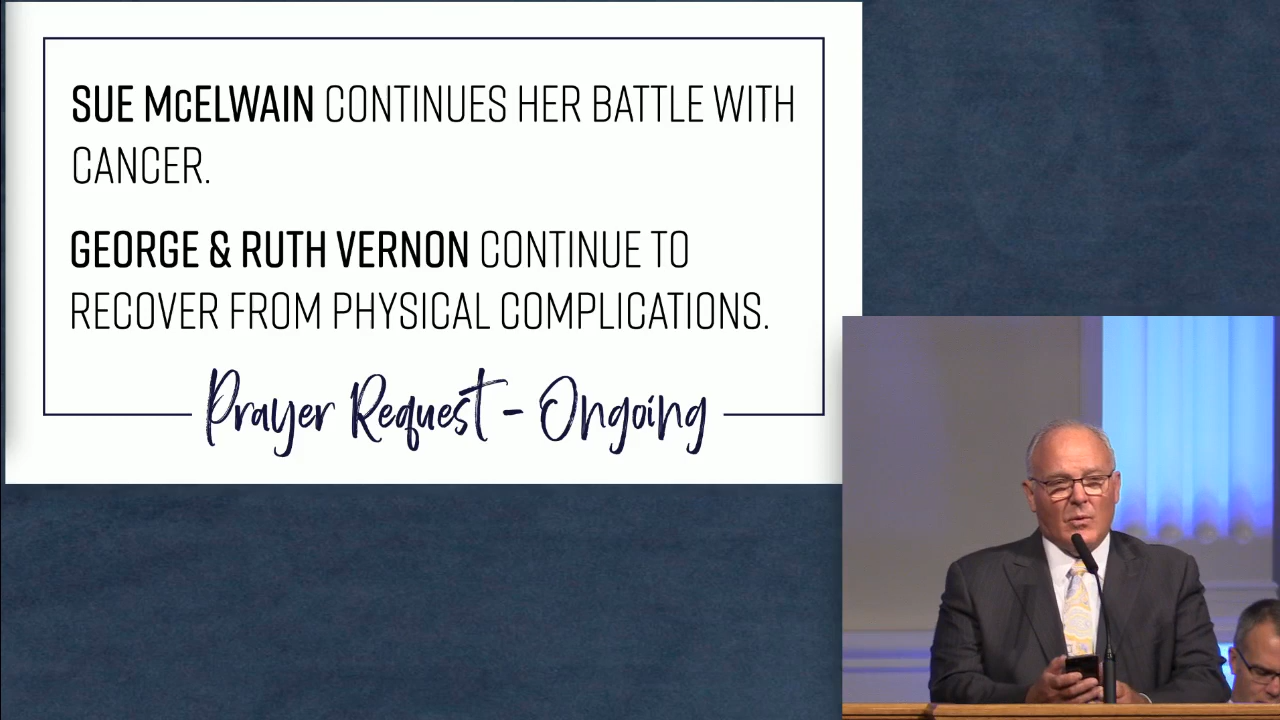 SUE McELWAIN CONTINUES HER BATTLE WITH
CANCER.
GEORGE & RUTH VERNON CONTINUE TO
RECOVER FROM PHYSICAL COMPLICATIONS.
Prayer Request - Ongoing